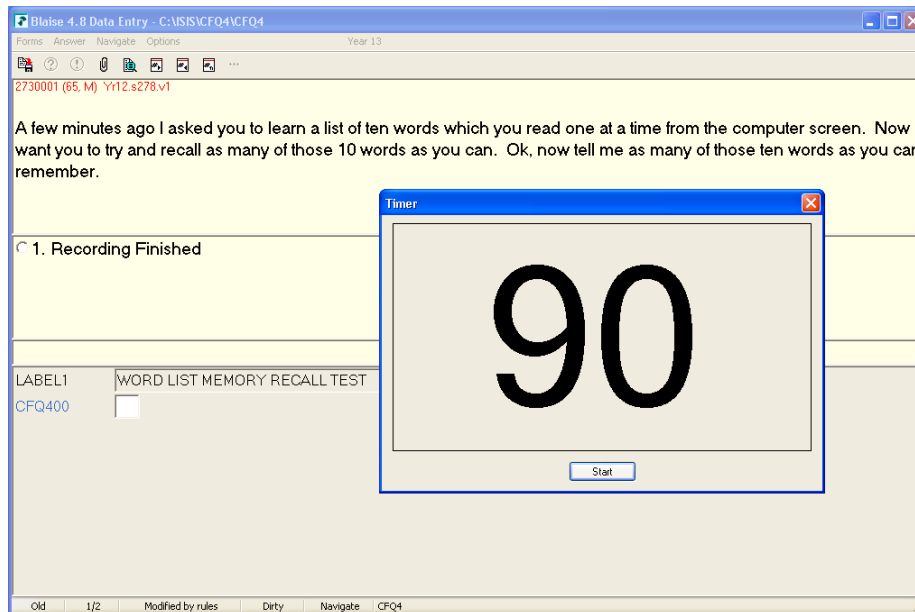 Blaise 4.8 Data Entry - C:\ISIS\CFQ4\CFQ4
Forms Answer Navigate Options Year 13
2730001 (65, M) Yr12.s278.v1
A few minutes ago I asked you to learn a list of ten words which you read one at a time from the computer screen. Now
want you to try and recall as many of those 10 words as you can. Ok, now tell me as many of those ten words as you can
remember.
Timer
90
Start
1. Recording Finished
LABEL1 WORD LIST MEMORY RECALL TEST
CFQ400
Old 1/2 Modified by rules Dirty Navigate CFQ4